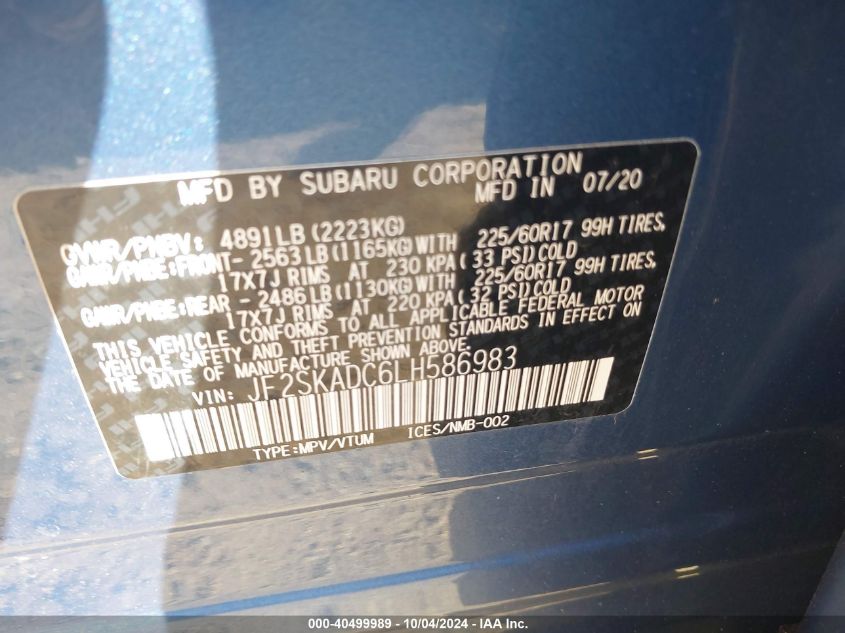 MFD BY SUBARU CORPORATION
MFD IN 07/20
GVWR/PNBV: 4891LB (2223KG)
GAWR/PNBE:FRONT- 2563LB(1165KG)WITH 225/60R17 99H TIRES,
17X7J RIMS AT 230 KPA( 33 PSI)COLD
GAWR/PNBE:REAR - 2486LB(1130KG)WITH 225/60R17 99H TIRES,
17X7J RIMS AT 220 KPA( 32 PSI)COLD
THIS VEHICLE CONFORMS TO ALL APPLICABLE FEDERAL MOTOR
VEHICLE SAFETY AND THEFT PREVENTION STANDARDS IN EFFECT ON
THE DATE OF MANUFACTURE SHOWN ABOVE.
VIN: JF2SKADC6LH586983
TYPE:MPV/VTUM ICES/NMB-002
000-40499989 - 10/04/2024 - IAA Inc.